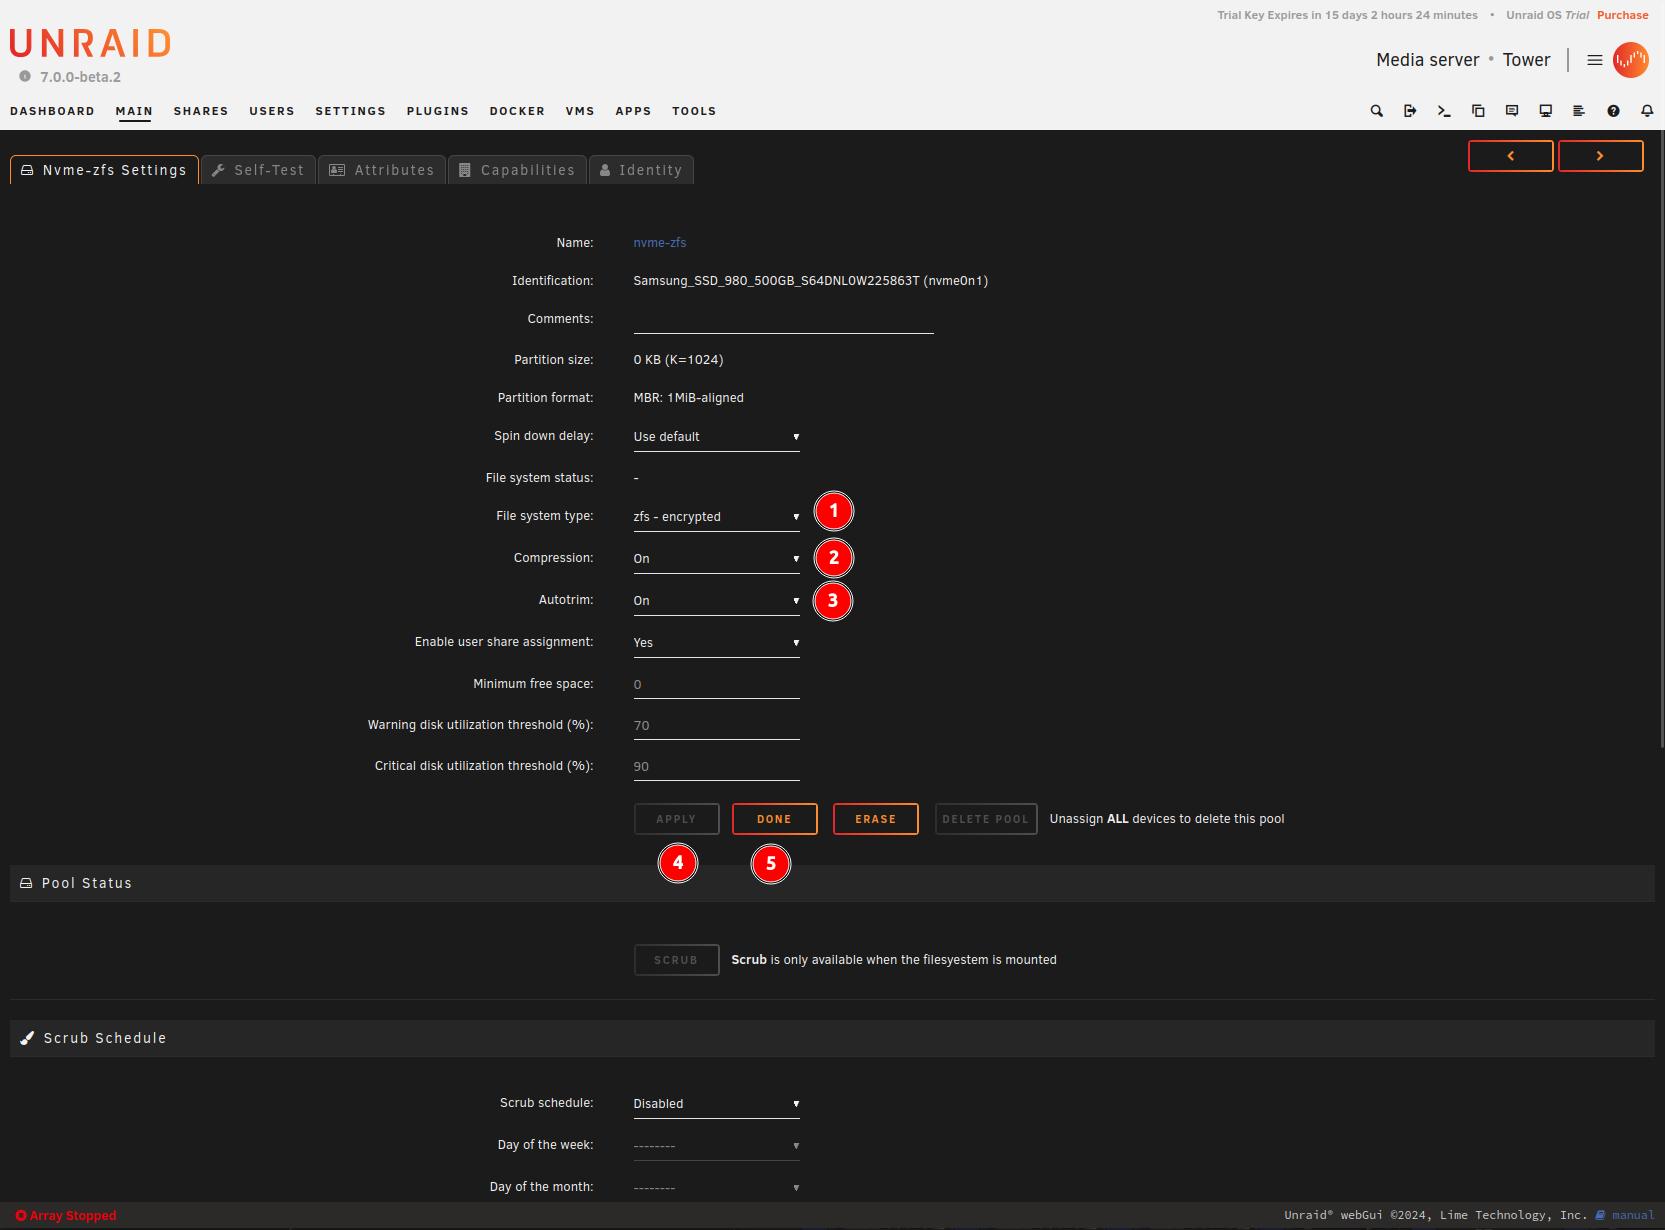 Trial Key Expires in 15 days 2 hours 24 minutes • Unraid OS Trial Purchase
UNRAID
7.0.0-beta.2
Media server • Tower
DASHBOARD MAIN SHARES USERS SETTINGS PLUGINS DOCKER VMS APPS TOOLS
Nvme-zfs Settings Self-Test Attributes Capabilities Identity
Name: nvme-zfs
Identification: Samsung_SSD_980_500GB_S64DNL0W225863T (nvme0n1)
Comments:
Partition size: 0 KB (K=1024)
Partition format: MBR: 1MiB-aligned
Spin down delay: Use default
File system status: -
File system type: zfs - encrypted 1
Compression: On 2
Autotrim: On 3
Enable user share assignment: Yes
Minimum free space: 0
Warning disk utilization threshold (%): 70
Critical disk utilization threshold (%): 90
APPLY DONE ERASE DELETE POOL Unassign ALL devices to delete this pool
4 5
Pool Status
SCRUB Scrub is only available when the filesyestem is mounted
Scrub Schedule
Scrub schedule: Disabled
Day of the week: --------
Day of the month: --------
Array Stopped
Unraid® webGui ©2024, Lime Technology, Inc. manual